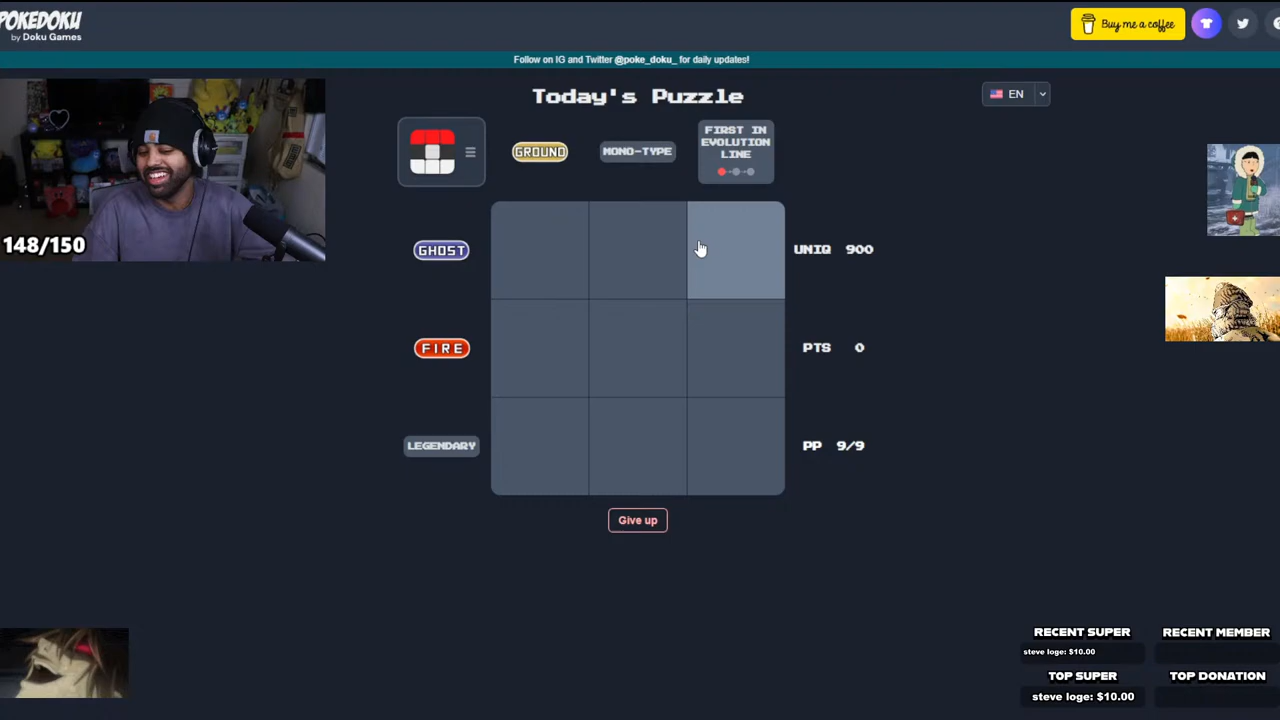 POKEDOKU
by Doku Games
Buy me a coffee
Follow on IG and Twitter @poke_doku_ for daily updates!
Today's Puzzle
EN
GROUND
MONO-TYPE
FIRST IN
EVOLUTION
LINE
148/150
GHOST
UNIQ 900
FIRE
PTS 0
LEGENDARY
PP 9/9
Give up
RECENT SUPER
RECENT MEMBER
steve loge: $10.00
TOP SUPER
TOP DONATION
steve loge: $10.00